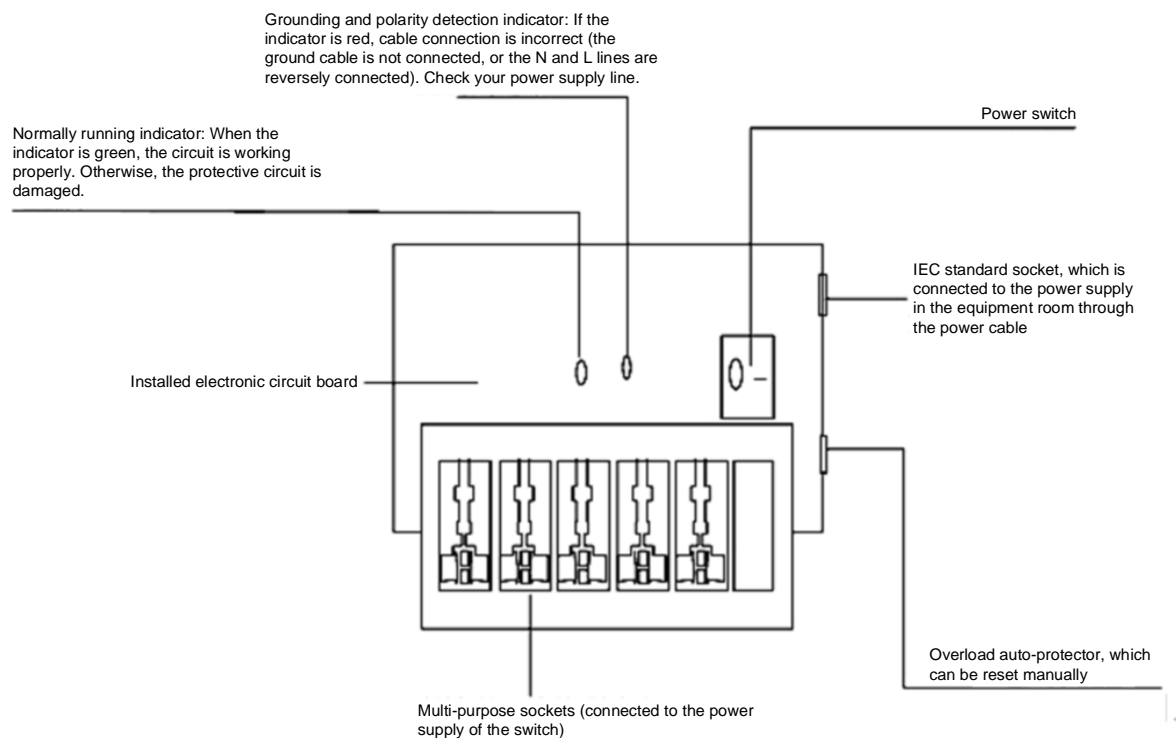 Grounding and polarity detection indicator: If the
indicator is red, cable connection is incorrect (the
ground cable is not connected, or the N and L lines are
reversely connected). Check your power supply line.
Power switch
Normally running indicator: When the
indicator is green, the circuit is working
properly. Otherwise, the protective circuit is
damaged.
IEC standard socket, which is
connected to the power supply
in the equipment room through
the power cable
Installed electronic circuit board
Overload auto-protector, which
can be reset manually
Multi-purpose sockets (connected to the power
supply of the switch)